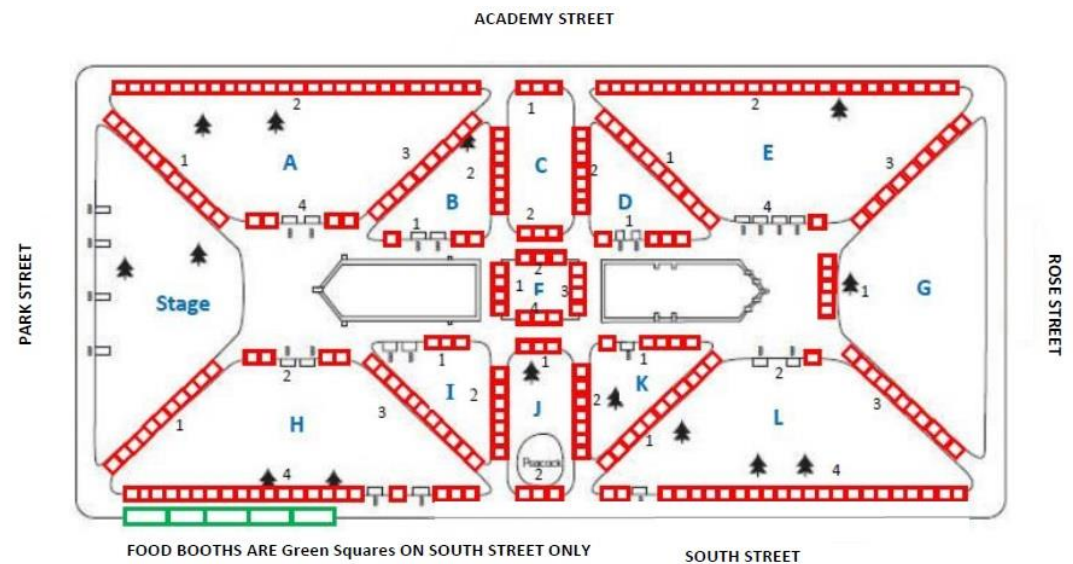 ACADEMY STREET
2
1
2
1
3
2
A
4
B
1
C
2
2
D
1
1
E
3
4
PARK STREET
Stage
2
1
F
3
4
1
G
ROSE STREET
2
H
1
3
4
1
I
2
1
J
Peacock
2
2
1
K
1
2
L
3
4
FOOD BOOTHS ARE Green Squares ON SOUTH STREET ONLY
SOUTH STREET